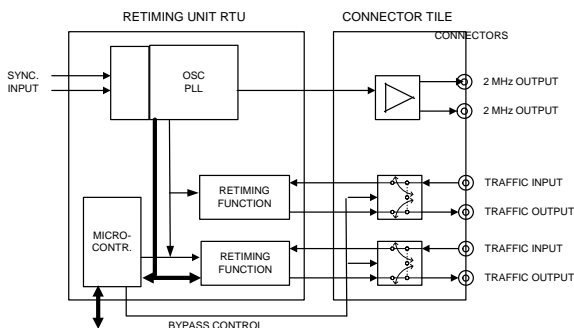 RETIMING UNIT RTU
CONNECTOR TILE
CONNECTORS
SYNC.
INPUT
OSC
PLL
2 MHz OUTPUT
2 MHz OUTPUT
RETIMING
FUNCTION
TRAFFIC INPUT
TRAFFIC OUTPUT
MICRO-
CONTR.
RETIMING
FUNCTION
TRAFFIC INPUT
TRAFFIC OUTPUT
BYPASS CONTROL